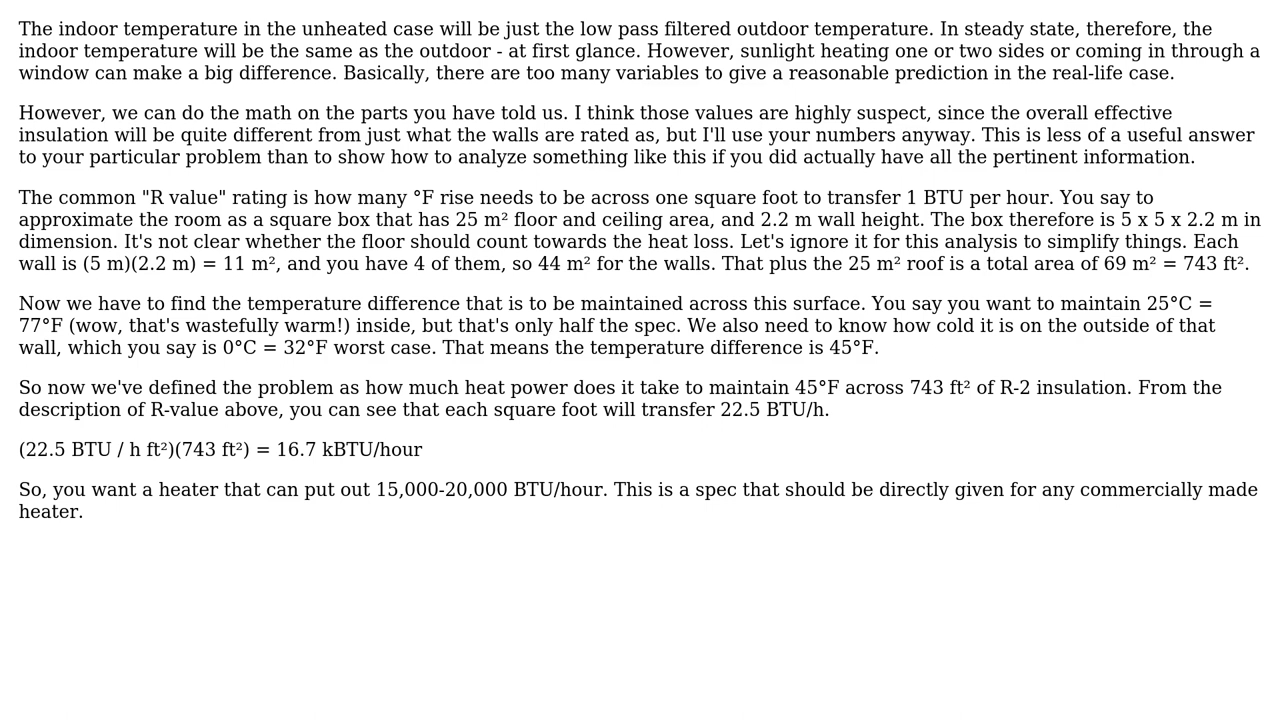 The indoor temperature in the unheated case will be just the low pass filtered outdoor temperature. In steady state, therefore, the
indoor temperature will be the same as the outdoor - at first glance. However, sunlight heating one or two sides or coming in through a
window can make a big difference. Basically, there are too many variables to give a reasonable prediction in the real-life case.
However, we can do the math on the parts you have told us. I think those values are highly suspect, since the overall effective
insulation will be quite different from just what the walls are rated as, but I'll use your numbers anyway. This is less of a useful answer
to your particular problem than to show how to analyze something like this if you did actually have all the pertinent information.
The common "R value" rating is how many °F rise needs to be across one square foot to transfer 1 BTU per hour. You say to
approximate the room as a square box that has 25 m² floor and ceiling area, and 2.2 m wall height. The box therefore is 5 x 5 x 2.2 m in
dimension. It's not clear whether the floor should count towards the heat loss. Let's ignore it for this analysis to simplify things. Each
wall is (5 m)(2.2 m) = 11 m², and you have 4 of them, so 44 m² for the walls. That plus the 25 m² roof is a total area of 69 m² = 743 ft².
Now we have to find the temperature difference that is to be maintained across this surface. You say you want to maintain 25°C =
77°F (wow, that's wastefully warm!) inside, but that's only half the spec. We also need to know how cold it is on the outside of that
wall, which you say is 0°C = 32°F worst case. That means the temperature difference is 45°F.
So now we've defined the problem as how much heat power does it take to maintain 45°F across 743 ft² of R-2 insulation. From the
description of R-value above, you can see that each square foot will transfer 22.5 BTU/h.
(22.5 BTU / h ft²)(743 ft²) = 16.7 kBTU/hour
So, you want a heater that can put out 15,000-20,000 BTU/hour. This is a spec that should be directly given for any commercially made
heater.